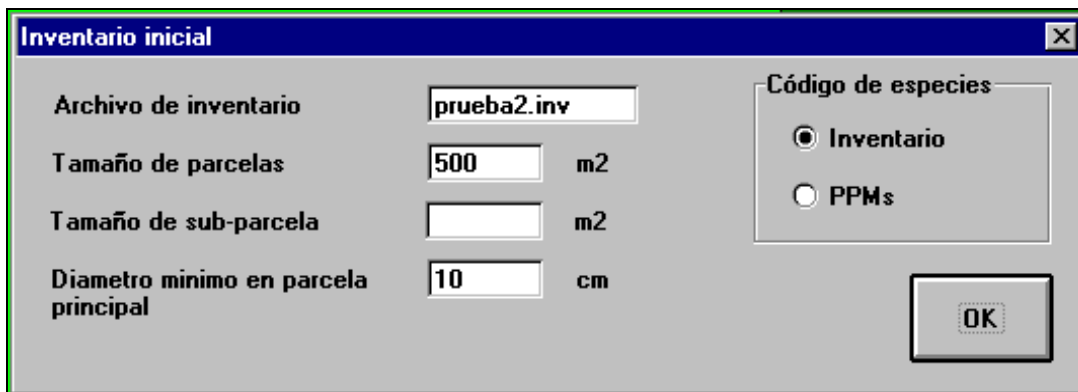 Inventario inicial
Archivo de inventario prueba2.inv
Tamaño de parcelas 500 m2
Tamaño de sub-parcela m2
Diametro minimo en parcela 10 cm
principal
Código de especies
Inventario
PPMs
OK